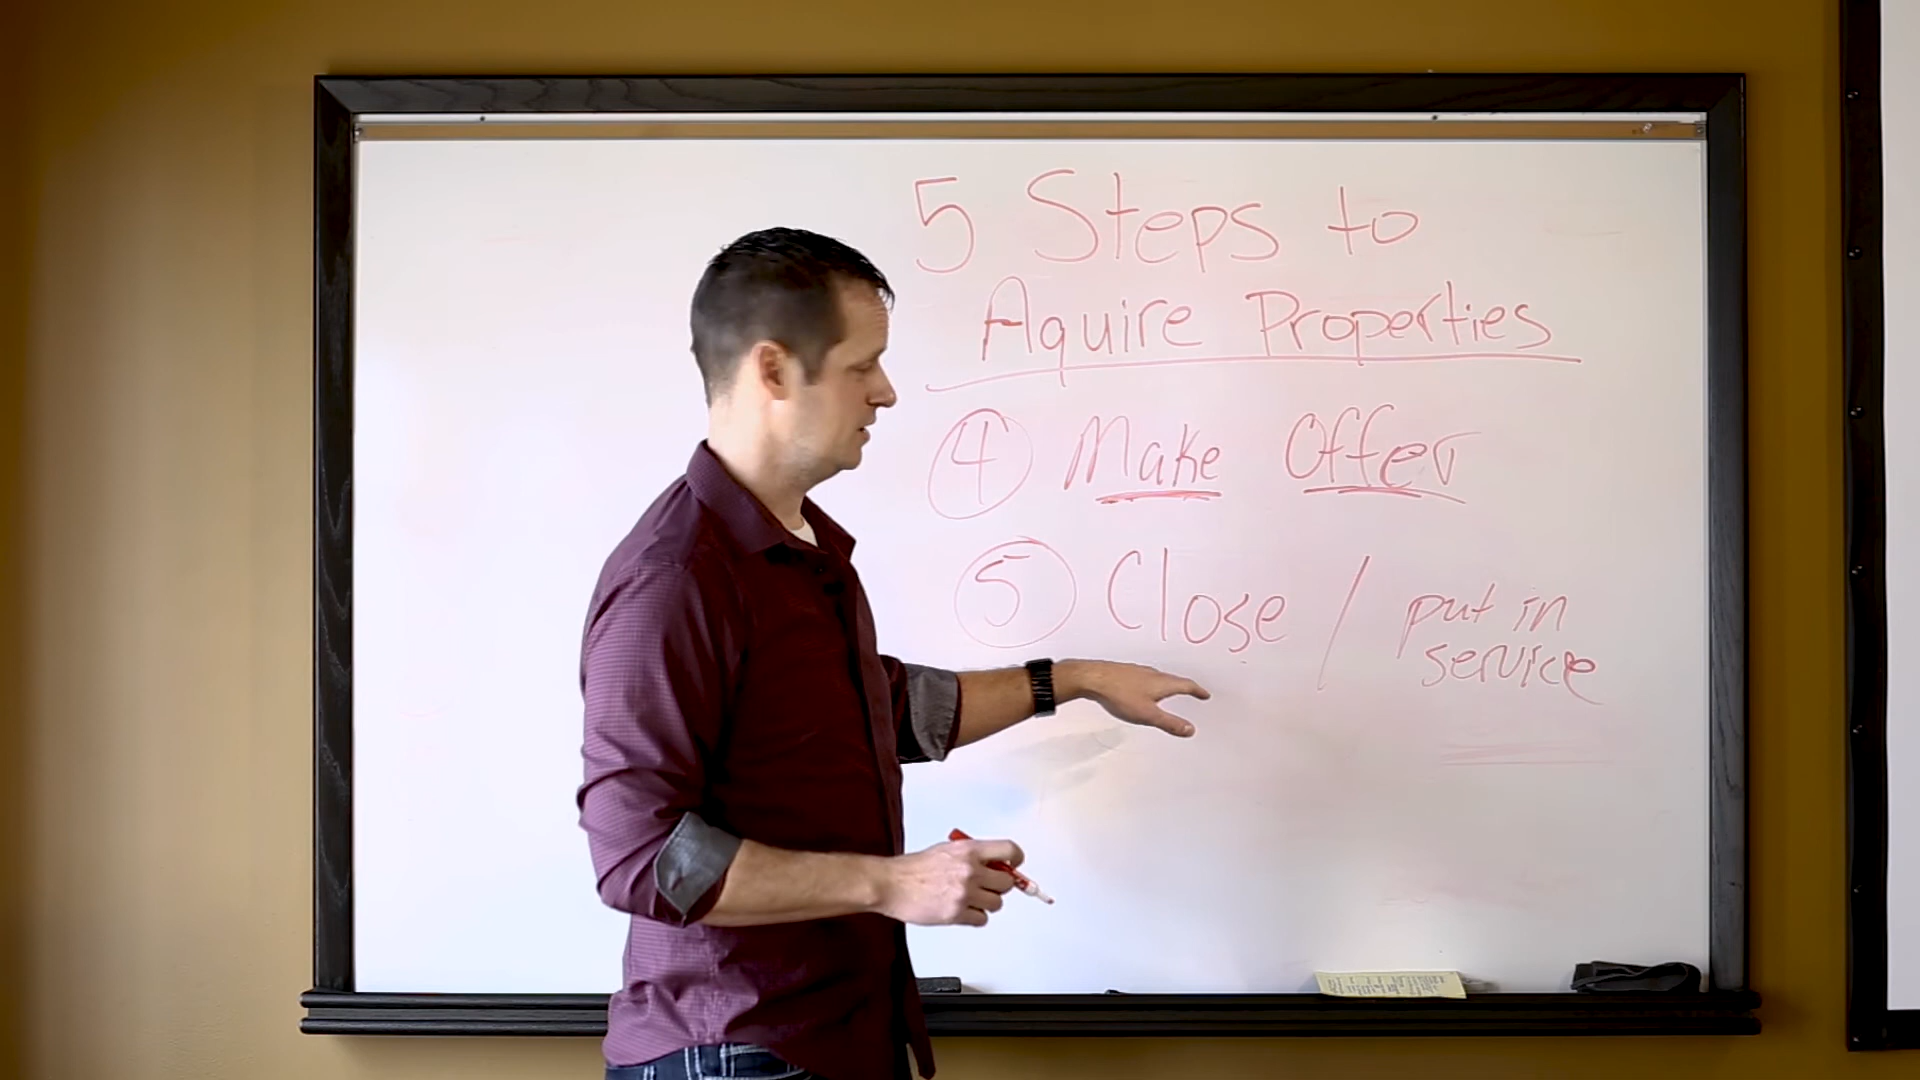 5 Steps to
Aquire Properties
4 Make Offer
5 Close / put in
service